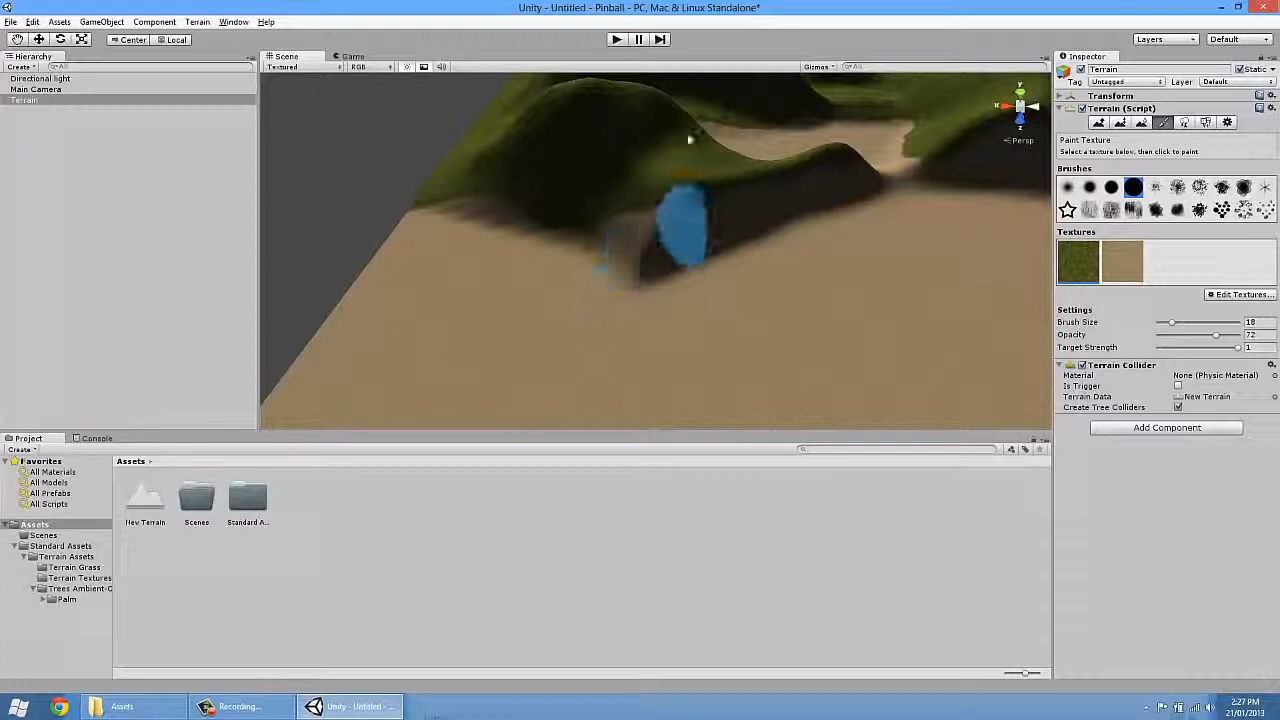 Unity - Untitled - Pinball - PC, Mac & Linux Standalone*
File Edit Assets GameObject Component Terrain Window Help
Center Local Layers Default
Hierarchy Scene Game Inspector
Create All Textured RGB Gizmos All Terrain Static
Directional light
Main Camera
Terrain
Tag Untagged Layer Default
Transform
Terrain (Script)
y
x
z
Persp
Paint Texture
Select a texture below, then click to paint
Brushes
Textures
Edit Textures...
Settings
Brush Size 18
Opacity 72
Target Strength 1
Terrain Collider
Material None (Physic Material)
Is Trigger
Terrain Data New Terrain
Create Tree Colliders
Add Component
Project Console
Create
Favorites
All Materials
All Models
All Prefabs
All Scripts
Assets
Scenes
Standard Assets
Terrain Assets
Terrain Grass
Terrain Textures
Trees Ambient-O
Palm
Assets
New Terrain Scenes Standard A...
Assets Recording... Unity - Untitled - ...
2:27 PM
21/01/2013